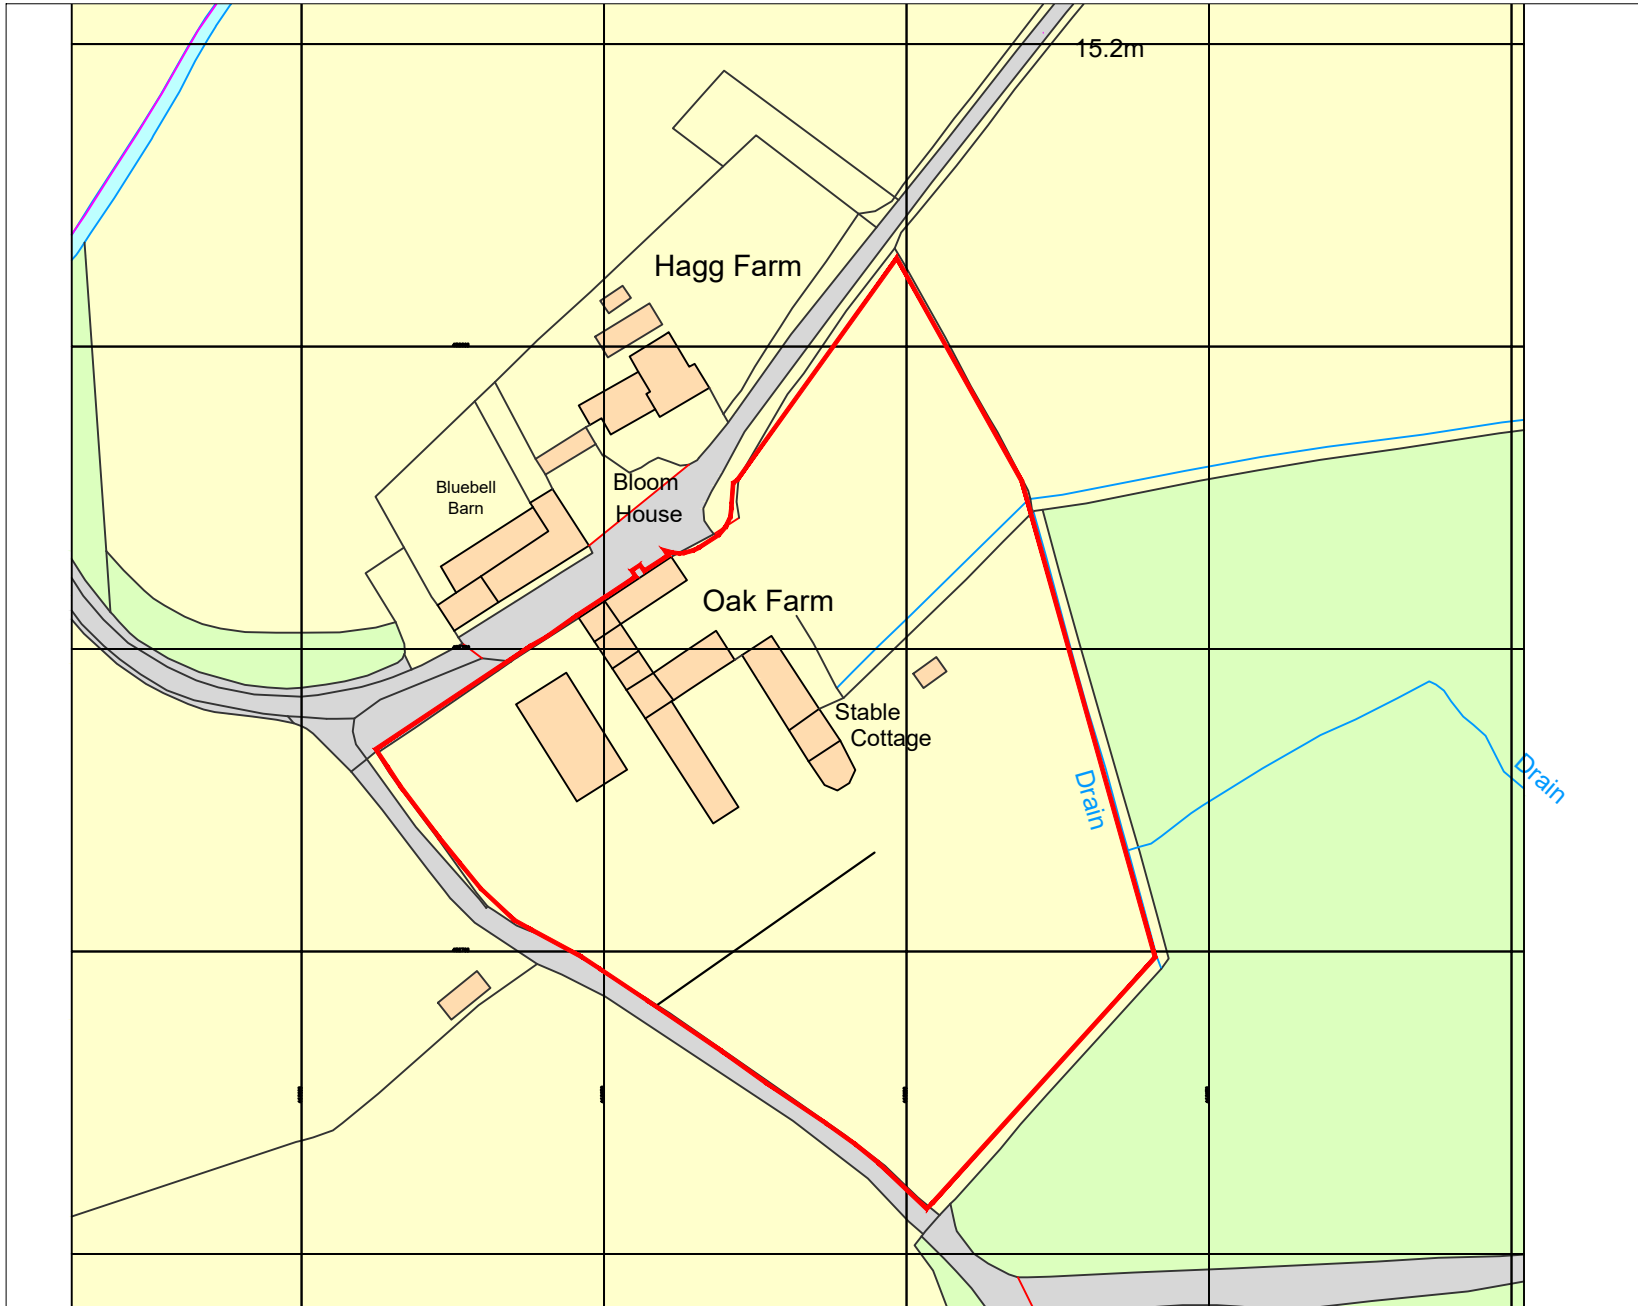 15.2m
Hagg Farm
Bloom
House
Bluebell
Barn
Oak Farm
Stable
Cottage
Drain
Drain